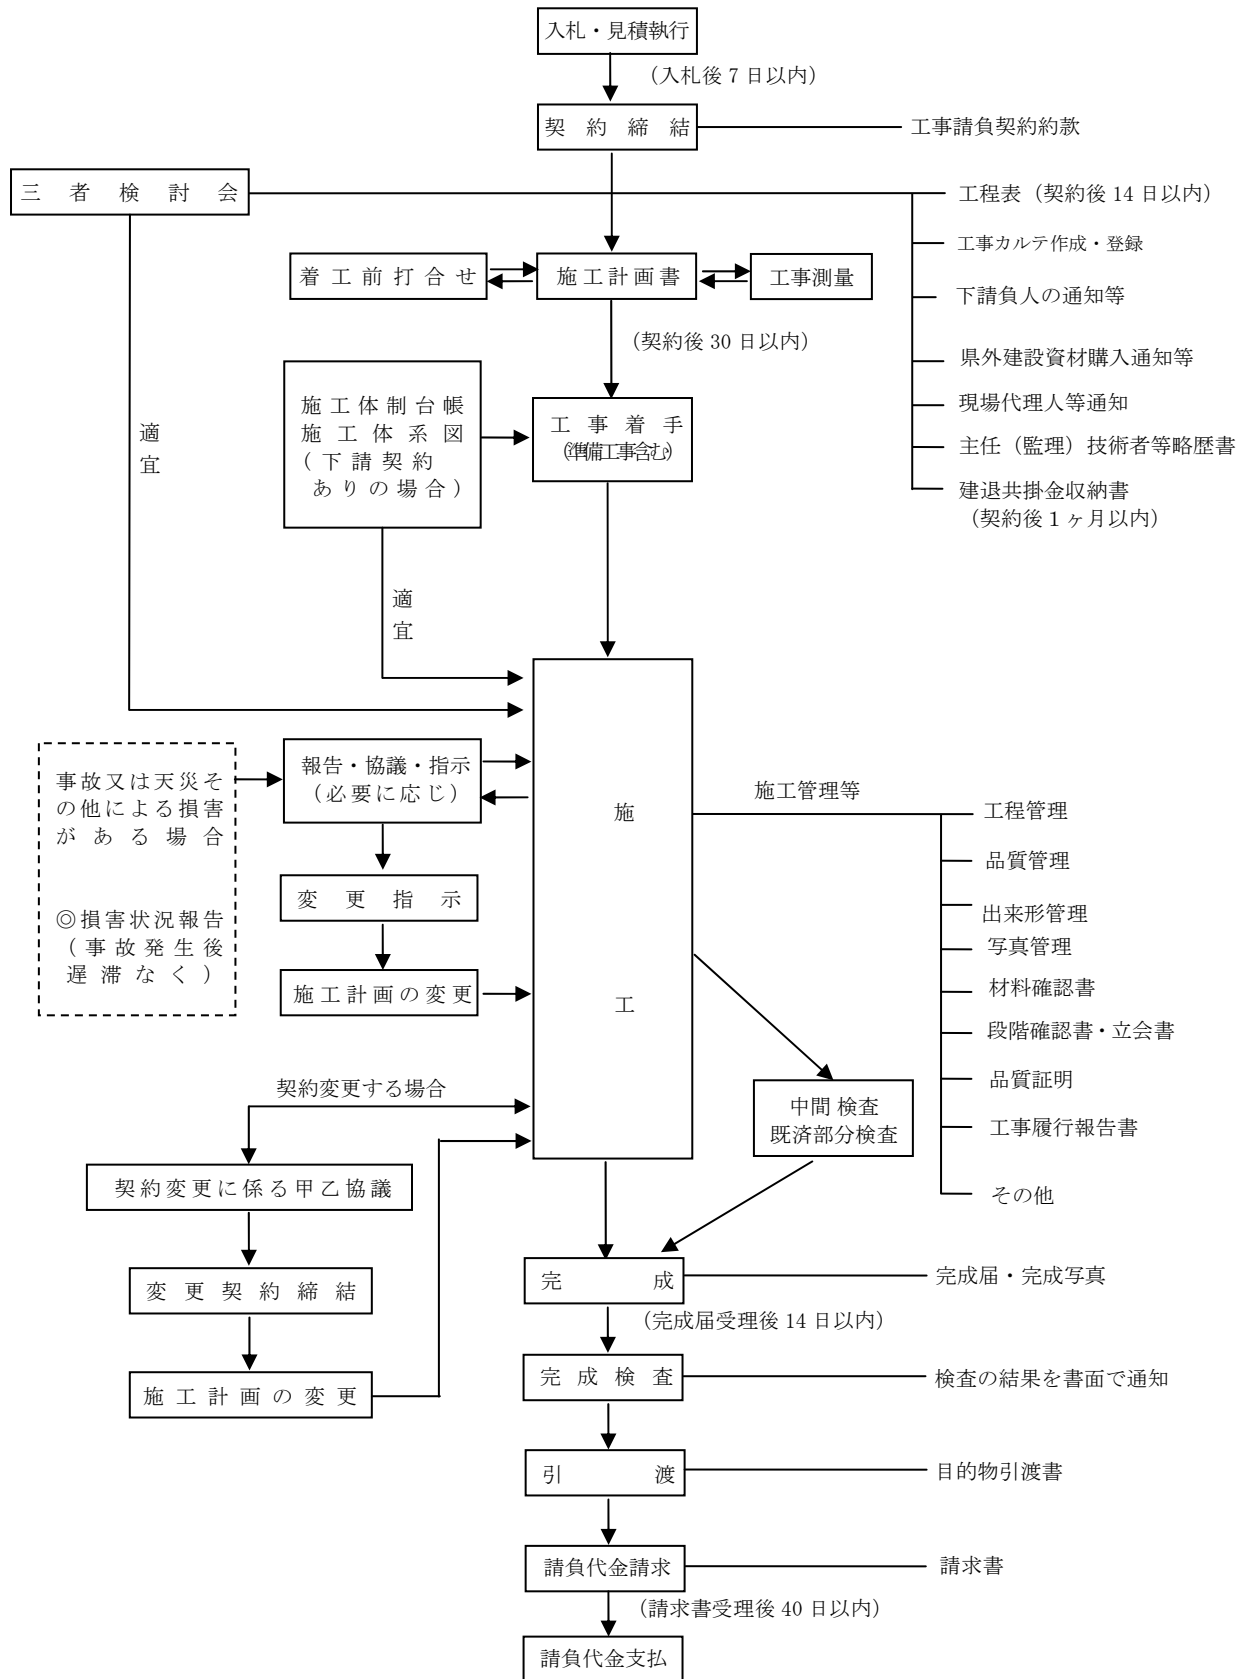 入札・見積執行
（入札後 7 日以内）
契約締結
工事請負契約約款
三者検討会
工程表（契約後 14 日以内）
工事カルテ作成・登録
着工前打合せ
施工計画書
工事測量
下請負人の通知等
（契約後 30 日以内）
県外建設資材購入通知等
施工体制台帳
施工体系図
（下請契約
ありの場合）
工事着手
（準備工事含む）
現場代理人等通知
主任（監理）技術者等略歴書
建退共掛金収納書
（契約後 1 ヶ月以内）
適宜
適宜
事故又は天災そ
の他による損害
がある場合
◎損害状況報告
（事故発生後
遅滞なく）
報告・協議・指示
（必要に応じ）
変更指示
施工計画の変更
施工
施工管理等
工程管理
品質管理
出来形管理
写真管理
材料確認書
段階確認書・立会書
品質証明
工事履行報告書
その他
中間 検査
既済部分検査
契約変更する場合
契約変更に係る甲乙協議
変更契約締結
施工計画の変更
完成
完成届・完成写真
（完成届受理後 14 日以内）
完成検査
検査の結果を書面で通知
引渡
目的物引渡書
請負代金請求
請求書
（請求書受理後 40 日以内）
請負代金支払